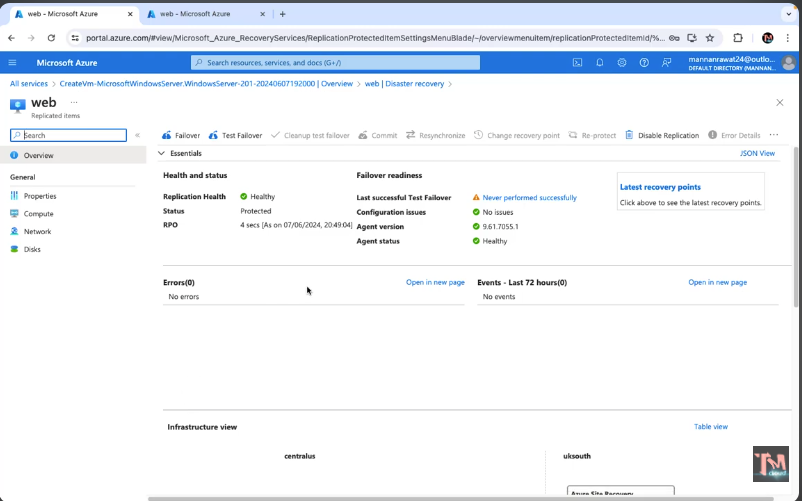 web – Microsoft Azure
web – Microsoft Azure
portal.azure.com/#view/Microsoft_Azure_RecoveryServices/ReplicationProtectedItemSettingsMenuBlade/~/overviewmenuitem/replicationProtectedItemId/%...
Microsoft Azure
Search resources, services, and docs (G+/)
mannanrawat24@outlo...
DEFAULT DIRECTORY (MANNAN...
All services > CreateVm-MicrosoftWindowsServer.WindowsServer-201-20240607192000 | Overview > web | Disaster recovery >
web ...
Replicated items
Search
Failover
Test Failover
Cleanup test failover
Commit
Resynchronize
Change recovery point
Re-protect
Disable Replication
Error Details
Overview
General
Properties
Compute
Network
Disks
Essentials
JSON View
Health and status
Replication Health Healthy
Status Protected
RPO 4 secs [As on 07/06/2024, 20:49:04]
Failover readiness
Last successful Test Failover Never performed successfully
Configuration issues No issues
Agent version 9.61.7055.1
Agent status Healthy
Latest recovery points
Click above to see the latest recovery points.
Errors(0) Open in new page
No errors
Events - Last 72 hours(0) Open in new page
No events
Infrastructure view Table view
centralus
uksouth
Azure Site Recovery
TM